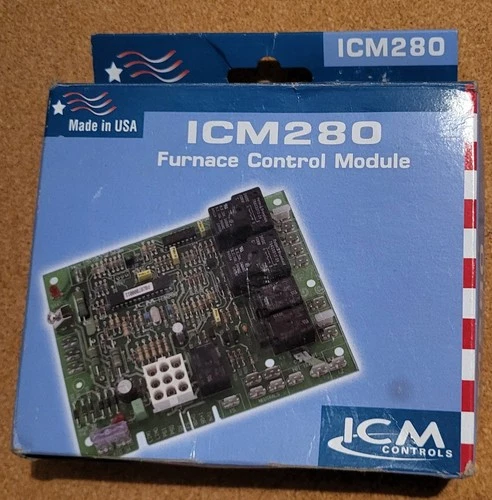 ICM280
Made in USA
ICM280
Furnace Control Module
ICM
CONTROLS